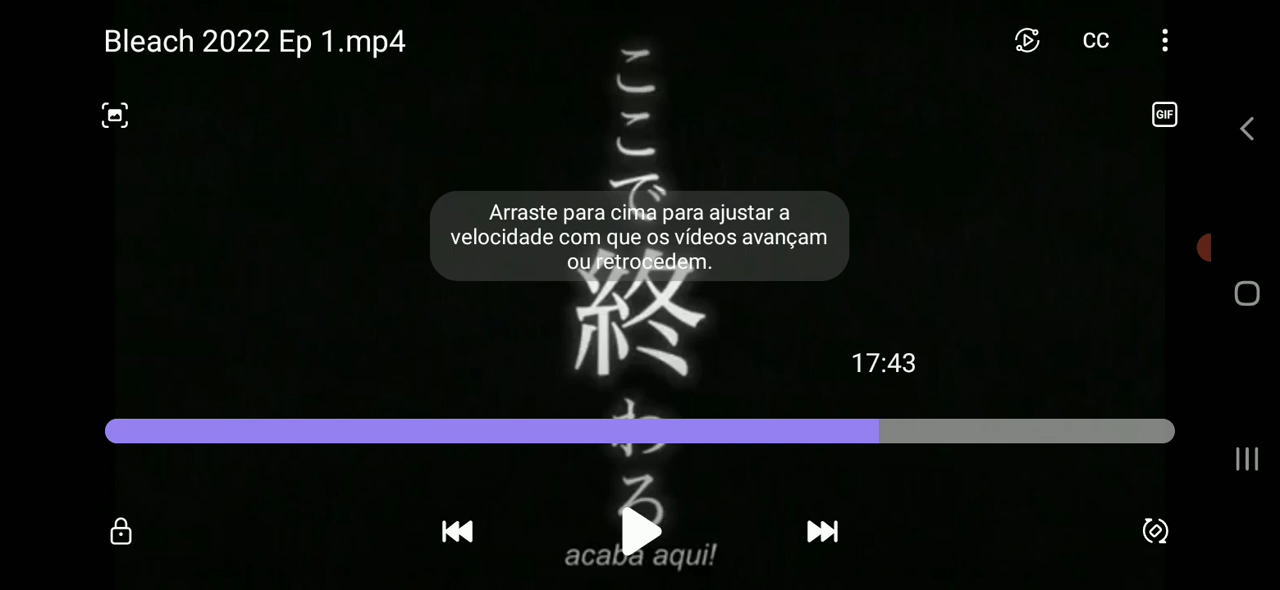 Bleach 2022 Ep 1.mp4
CC
GIF
ここで終わる
Arraste para cima para ajustar a
velocidade com que os vídeos avançam
ou retrocedem.
17:43
acaba aqui!